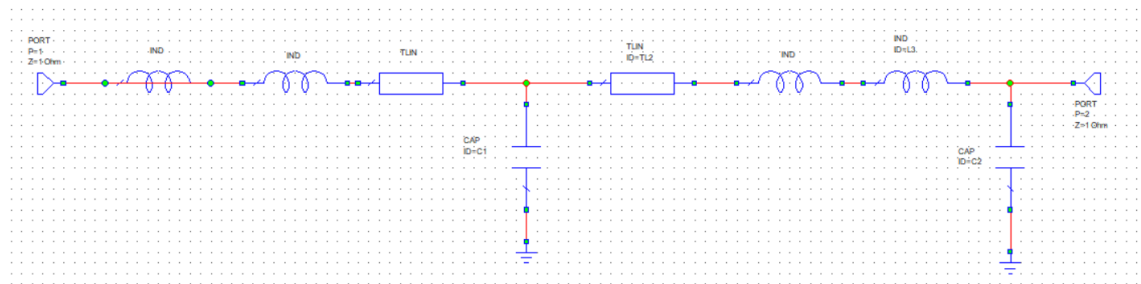 PORT
P=1
Z=1 Ohm
IND
IND
TLIN
CAP
ID=C1
TLIN
ID=TL2
IND
IND
ID=L3
CAP
ID=C2
PORT
P=2
Z=1 Ohm